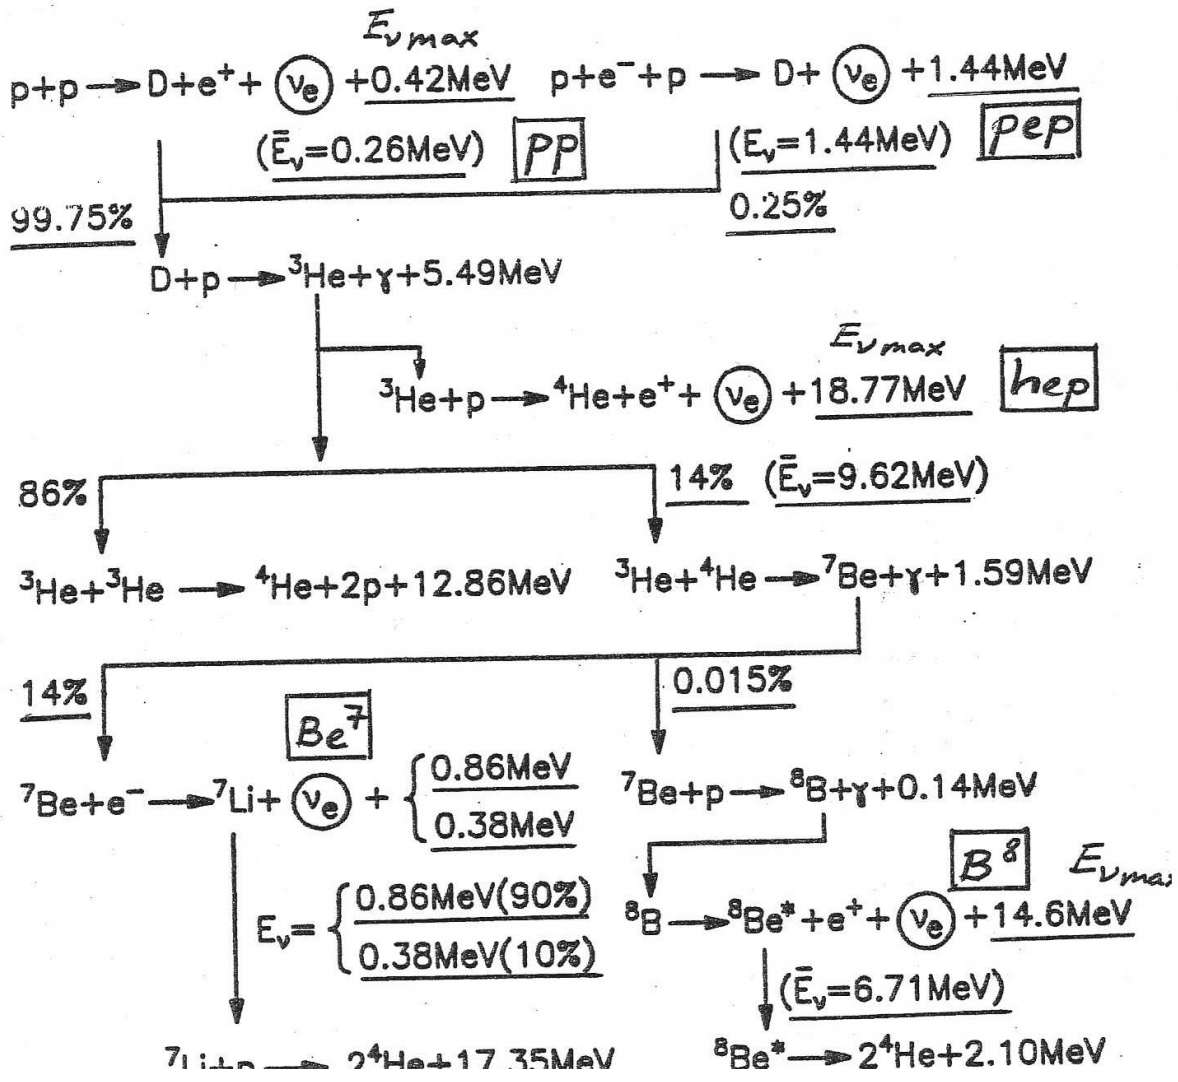 Eνmax
p+p → D+e⁺+ νe +0.42MeV p+e⁻+p → D+ νe +1.44MeV
(Ēν=0.26MeV) pp (Eν=1.44MeV) pep
99.75% 0.25%
D+p → ³He+γ+5.49MeV
Eνmax
³He+p → ⁴He+e⁺+ νe +18.77MeV hep
86% 14% (Ēν=9.62MeV)
³He+³He → ⁴He+2p+12.86MeV ³He+⁴He → ⁷Be+γ+1.59MeV
14% 0.015%
Be⁷
⁷Be+e⁻ → ⁷Li+ νe + { 0.86MeV
0.38MeV
⁷Be+p → ⁸B+γ+0.14MeV
B⁸ Eνmax
Eν= { 0.86MeV(90%)
0.38MeV(10%)
⁸B → ⁸Be*+e⁺+ νe +14.6MeV
(Ēν=6.71MeV)
⁷Li+p → 2⁴He+17.35MeV ⁸Be* → 2⁴He+2.10MeV